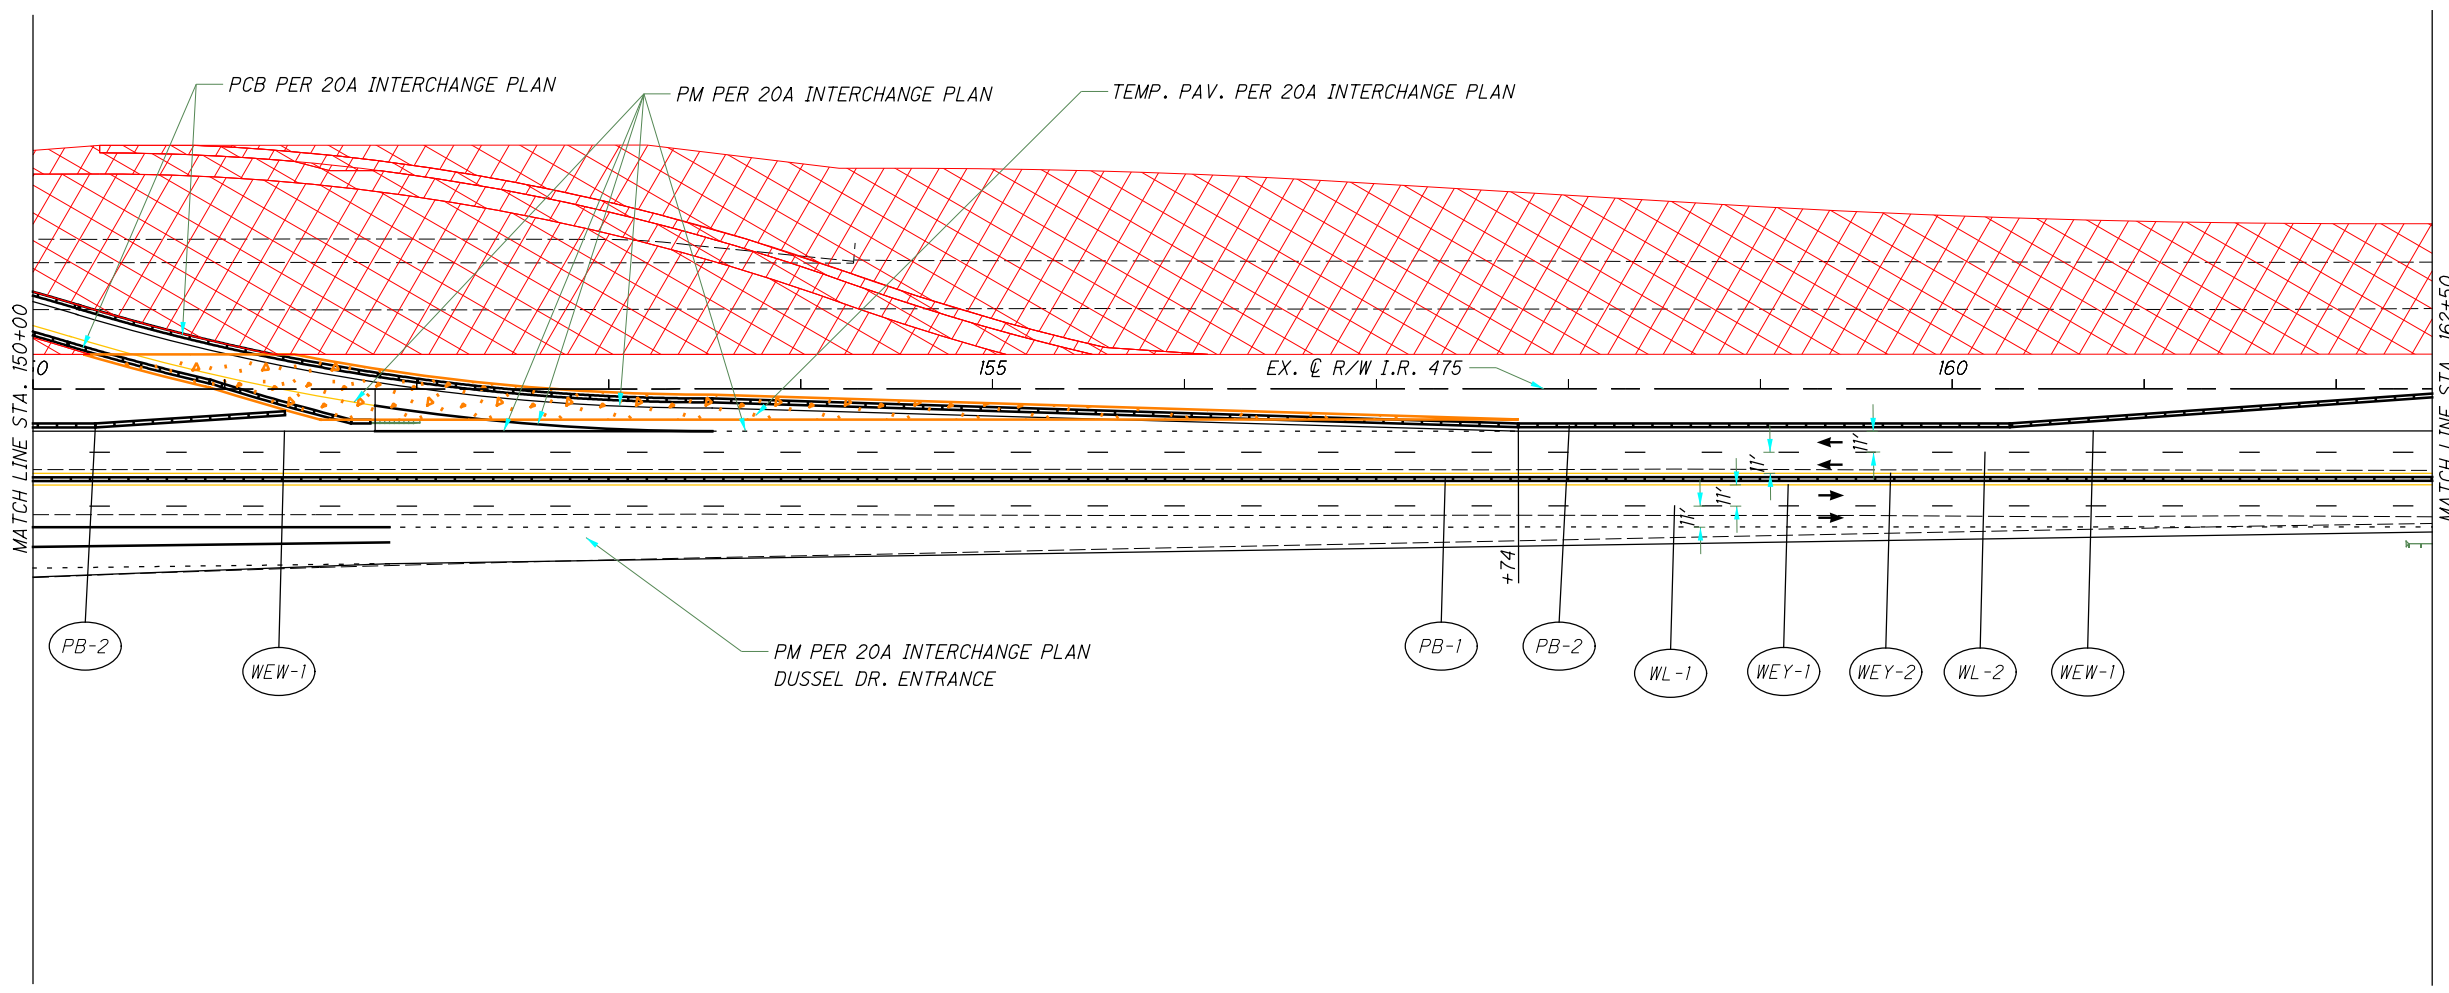 PCB PER 20A INTERCHANGE PLAN
PM PER 20A INTERCHANGE PLAN
TEMP. PAV. PER 20A INTERCHANGE PLAN
MATCH LINE STA. 150+00
MATCH LINE STA. 162+50
50
155
EX. ℄ R/W I.R. 475
160
11'
11'
11'
11'
+74
PM PER 20A INTERCHANGE PLAN
DUSSEL DR. ENTRANCE
PB-2
WEW-1
PB-1
PB-2
WL-1
WEY-1
WEY-2
WL-2
WEW-1